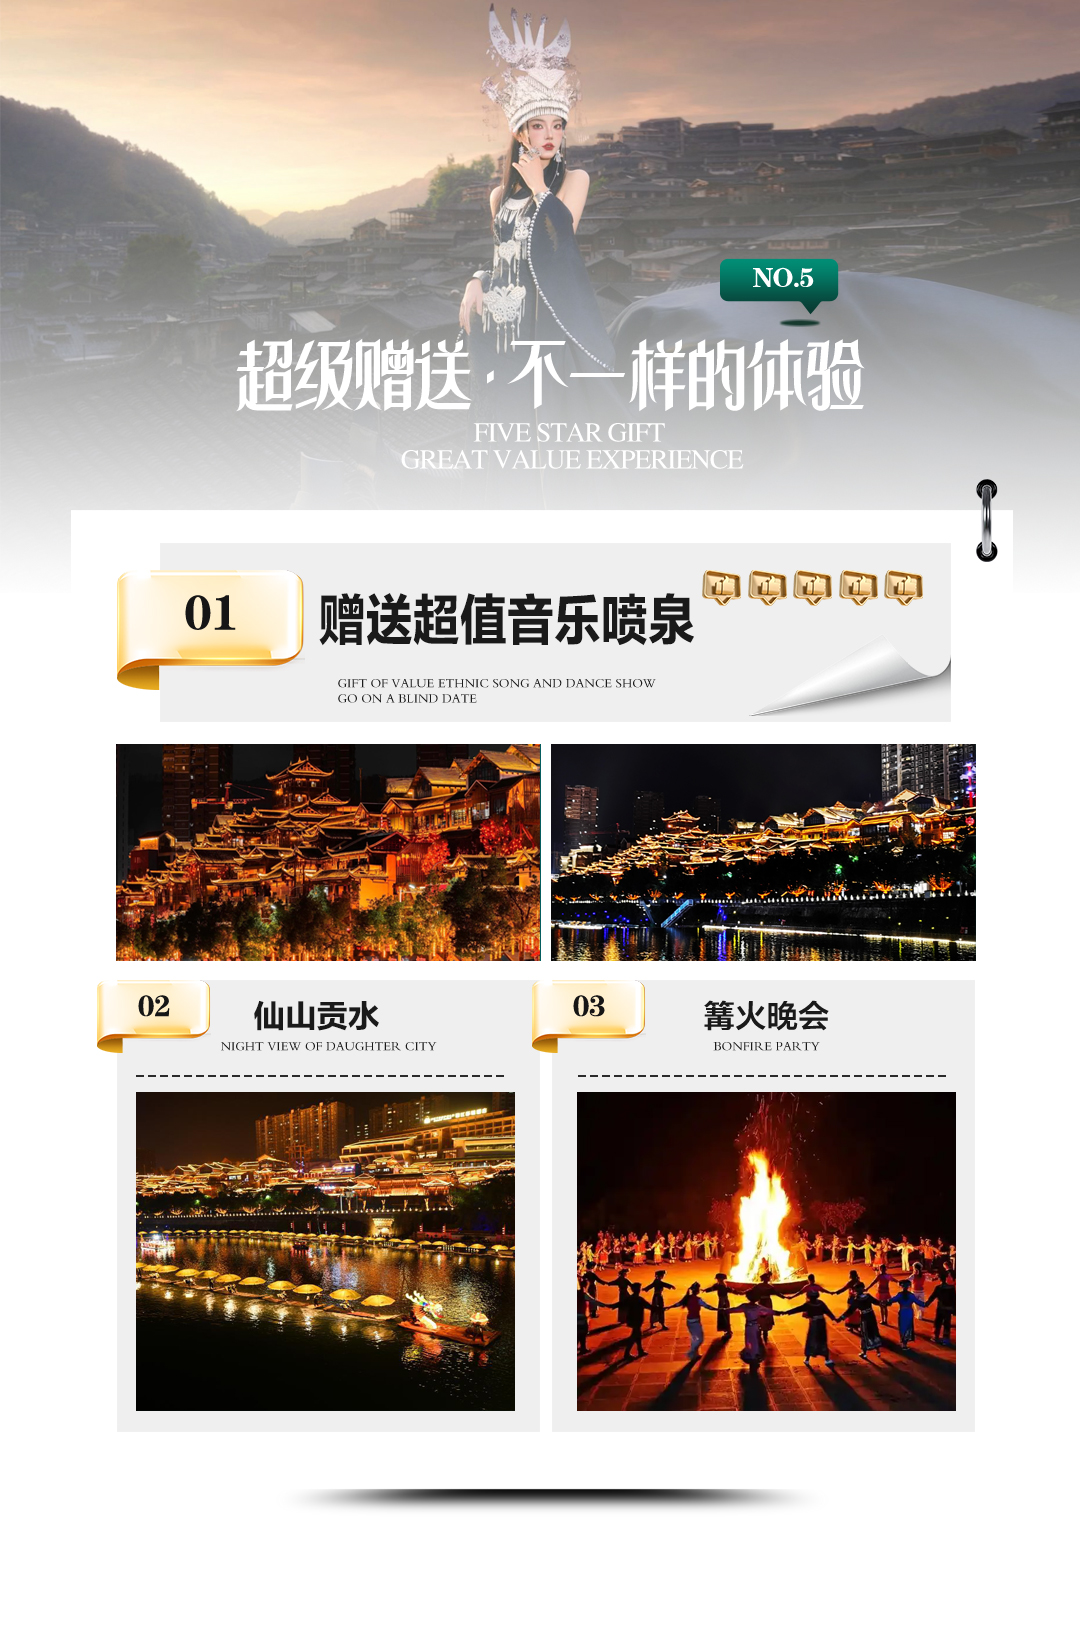 NO.5
超级赠送·不一样的体验
FIVE STAR GIFT
GREAT VALUE EXPERIENCE
01
赠送超值音乐喷泉
GIFT OF VALUE ETHNIC SONG AND DANCE SHOW
GO ON A BLIND DATE
02
仙山贡水
NIGHT VIEW OF DAUGHTER CITY
03
篝火晚会
BONFIRE PARTY